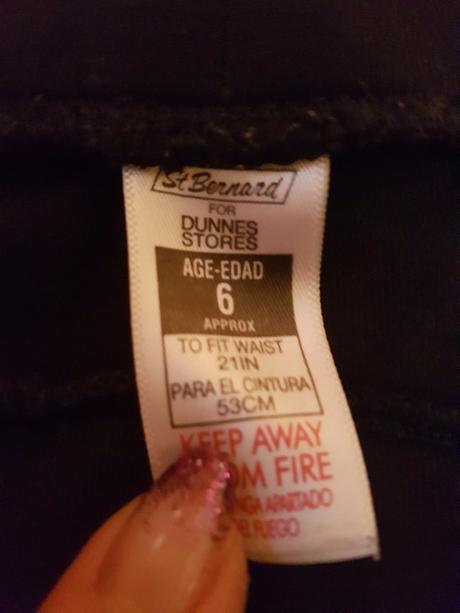 St Bernard
FOR
DUNNES
STORES
AGE-EDAD
6
APPROX
TO FIT WAIST
21IN
PARA EL CINTURA
53CM
KEEP AWAY
FIRE
APARTADO
FUEGO